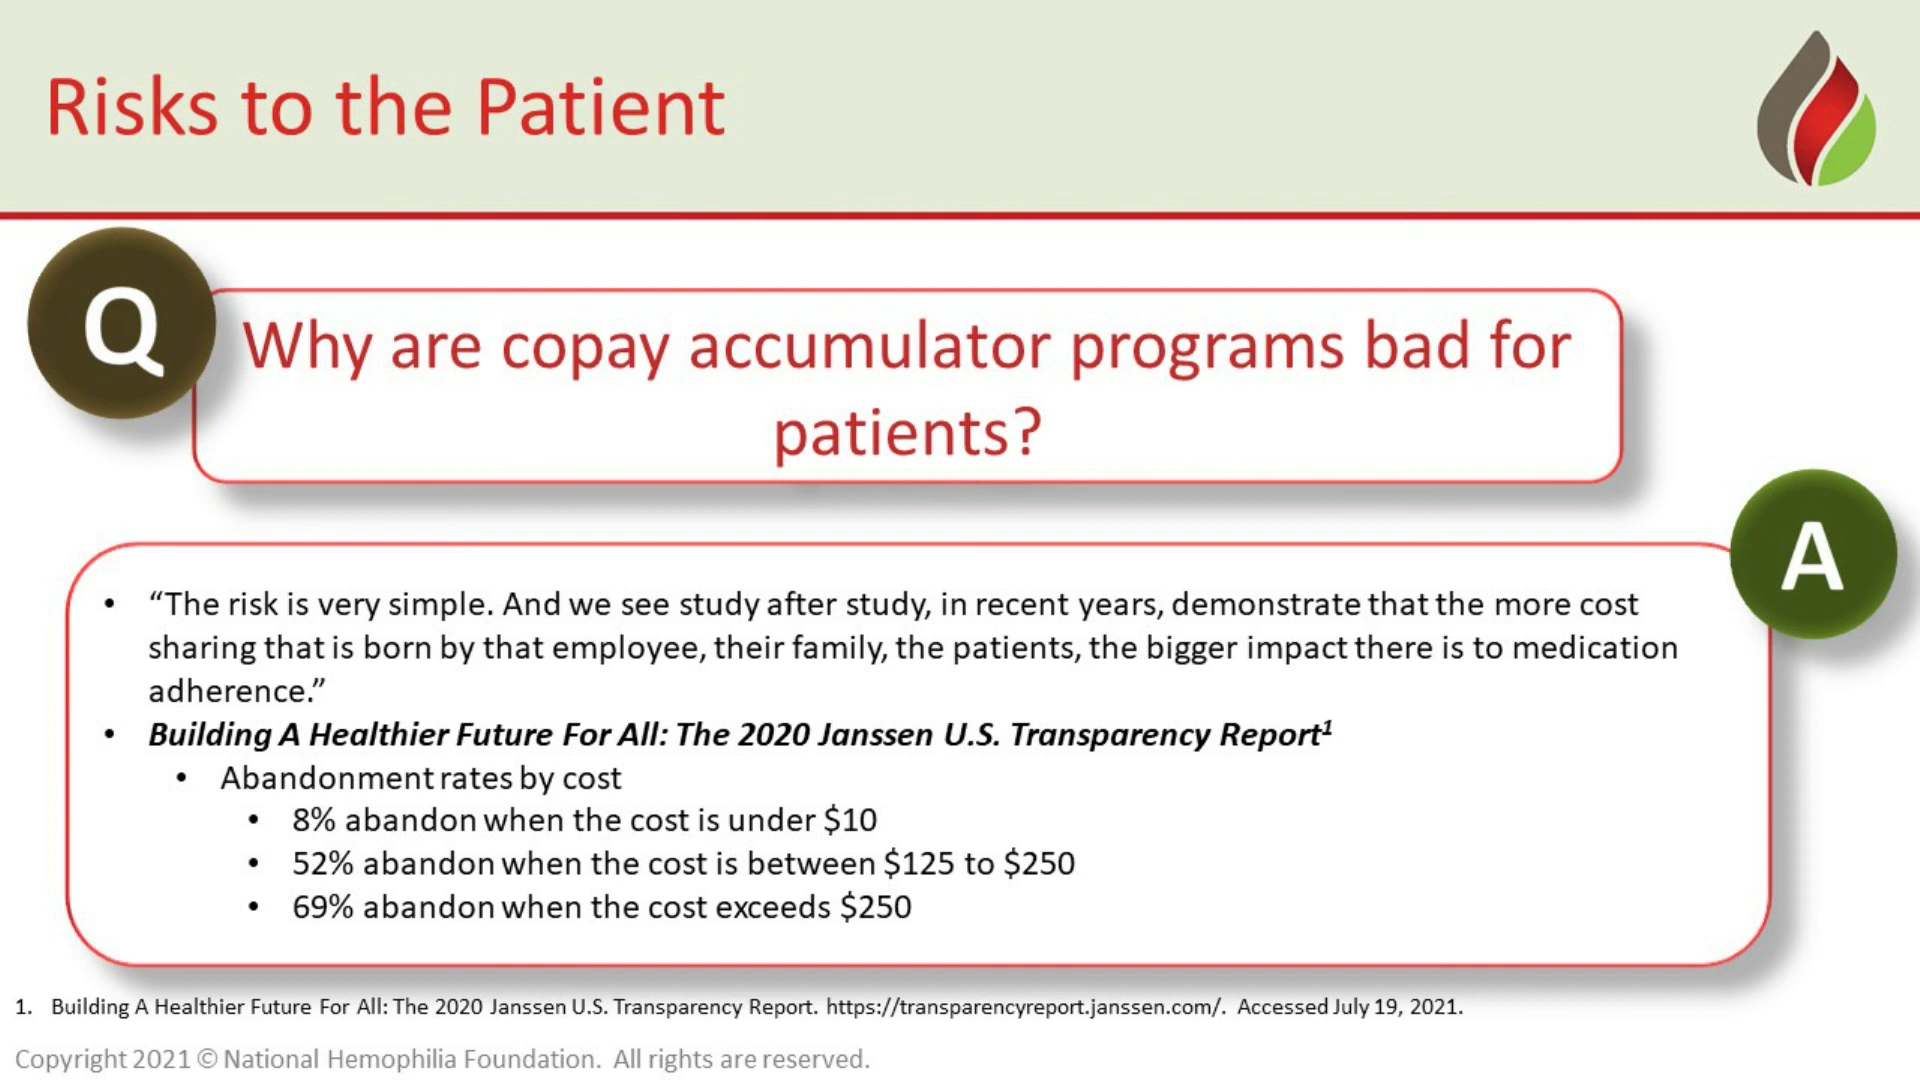 Risks to the Patient
Q
Why are copay accumulator programs bad for
patients?
A
• “The risk is very simple. And we see study after study, in recent years, demonstrate that the more cost
sharing that is born by that employee, their family, the patients, the bigger impact there is to medication
adherence.”
• Building A Healthier Future For All: The 2020 Janssen U.S. Transparency Report¹
• Abandonment rates by cost
• 8% abandon when the cost is under $10
• 52% abandon when the cost is between $125 to $250
• 69% abandon when the cost exceeds $250
1. Building A Healthier Future For All: The 2020 Janssen U.S. Transparency Report. https://transparencyreport.janssen.com/. Accessed July 19, 2021.
Copyright 2021 © National Hemophilia Foundation. All rights are reserved.